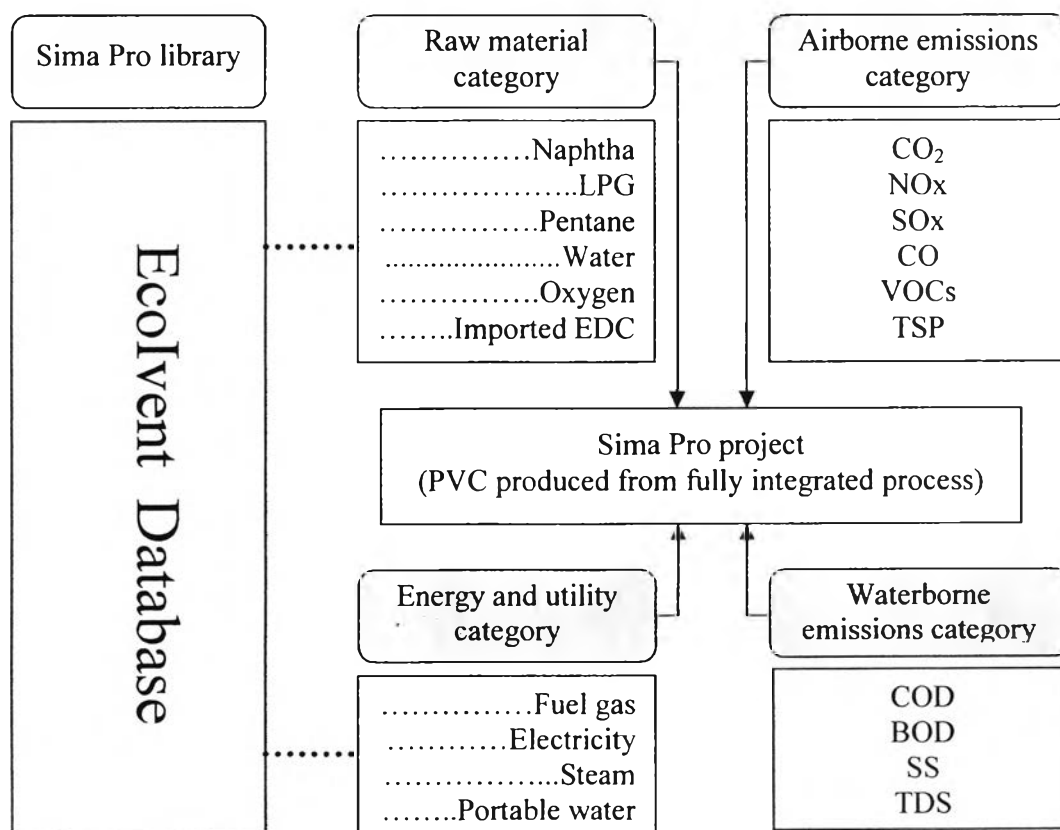 Sima Pro library
EcoIvent Database
Raw material
category
……………Naphtha
………………..LPG
……………Pentane
.......................Water
……………Oxygen
……..Imported EDC
Airborne emissions
category
CO₂
NOx
SOx
CO
VOCs
TSP
Sima Pro project
(PVC produced from fully integrated process)
Energy and utility
category
……………Fuel gas
…………Electricity
………………..Steam
……..Portable water
Waterborne
emissions category
COD
BOD
SS
TDS